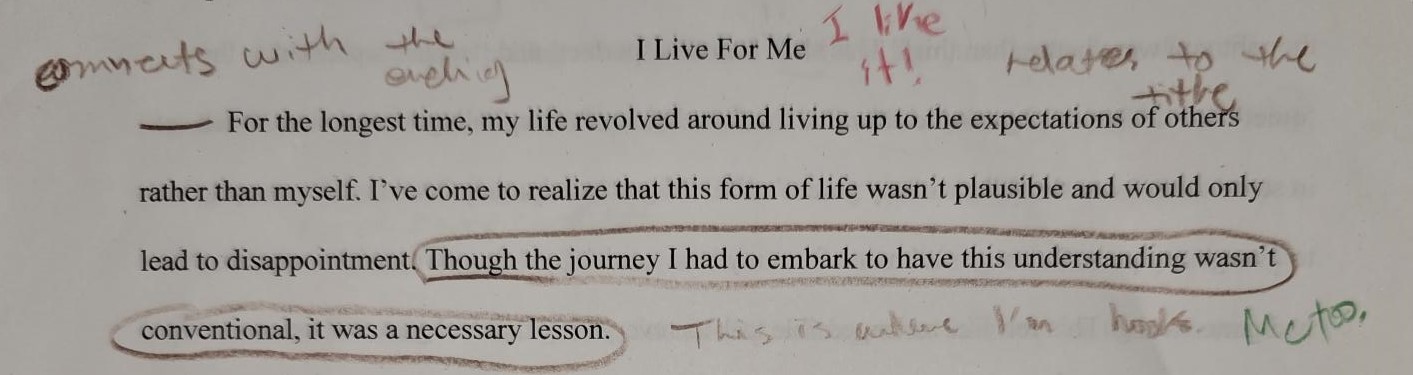 I Live For Me
I like
it!
connects with the
ending
relates to the
title
For the longest time, my life revolved around living up to the expectations of others
rather than myself. I've come to realize that this form of life wasn't plausible and would only
lead to disappointment. Though the journey I had to embark to have this understanding wasn't
conventional, it was a necessary lesson.
This is where I'm hooks. Me too.